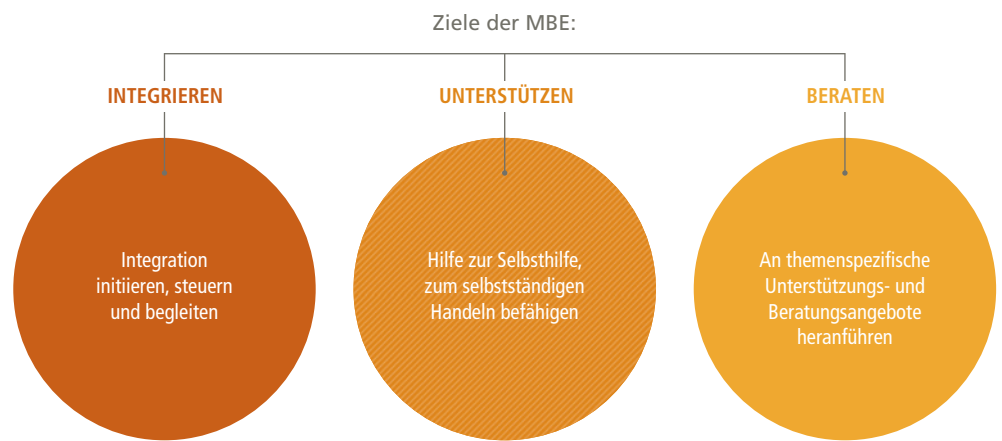 Ziele der MBE:
INTEGRIEREN
Integration
initiieren, steuern
und begleiten
UNTERSTÜTZEN
Hilfe zur Selbsthilfe,
zum selbstständigen
Handeln befähigen
BERATEN
An themenspezifische
Unterstützungs- und
Beratungsangebote
heranführen